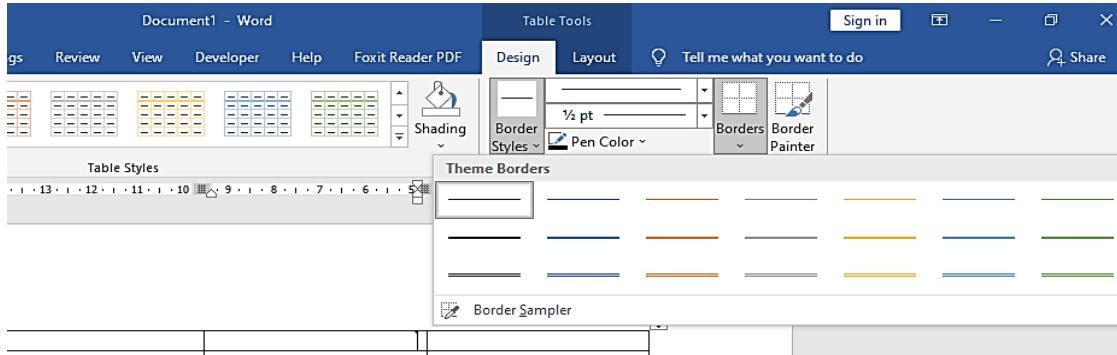 Document1 - Word
Table Tools
Sign in
gs Review View Developer Help Foxit Reader PDF Design Layout Tell me what you want to do Share
Shading
Border
Styles
½ pt
Pen Color
Borders
Border
Painter
Table Styles
Theme Borders
13 12 11 10 9 8 7 6 5
Border Sampler